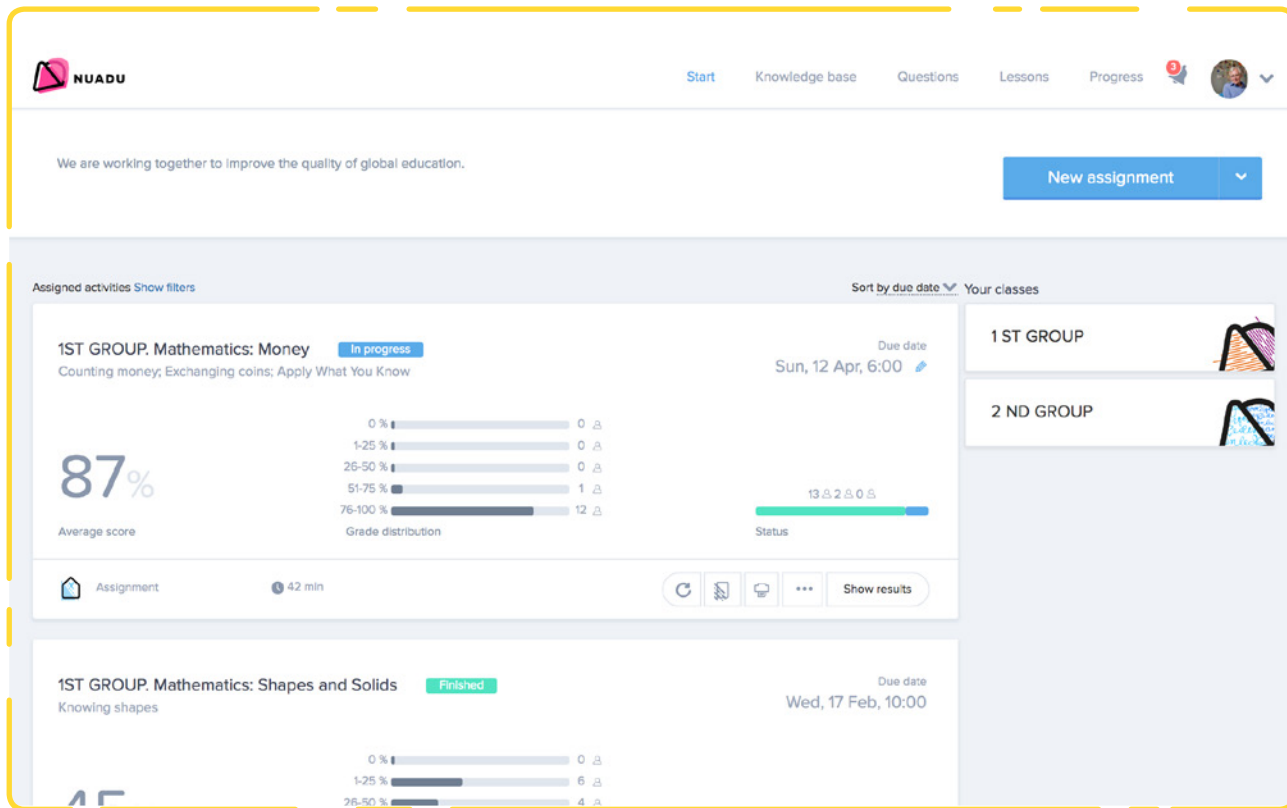 NUADU
Start Knowledge base Questions Lessons Progress 3
We are working together to improve the quality of global education.
New assignment
Assigned activities Show filters
Sort by due date
Your classes
1ST GROUP. Mathematics: Money In progress
Counting money; Exchanging coins; Apply What You Know
Due date
Sun, 12 Apr, 6:00
1 ST GROUP
2 ND GROUP
87%
Average score
0 % 0
1-25 % 0
26-50 % 0
51-75 % 1
76-100 % 12
Grade distribution
13 2 0
Status
Assignment 42 min Show results
1ST GROUP. Mathematics: Shapes and Solids Finished
Knowing shapes
Due date
Wed, 17 Feb, 10:00
0 % 0
1-25 % 6
26-50 % 4